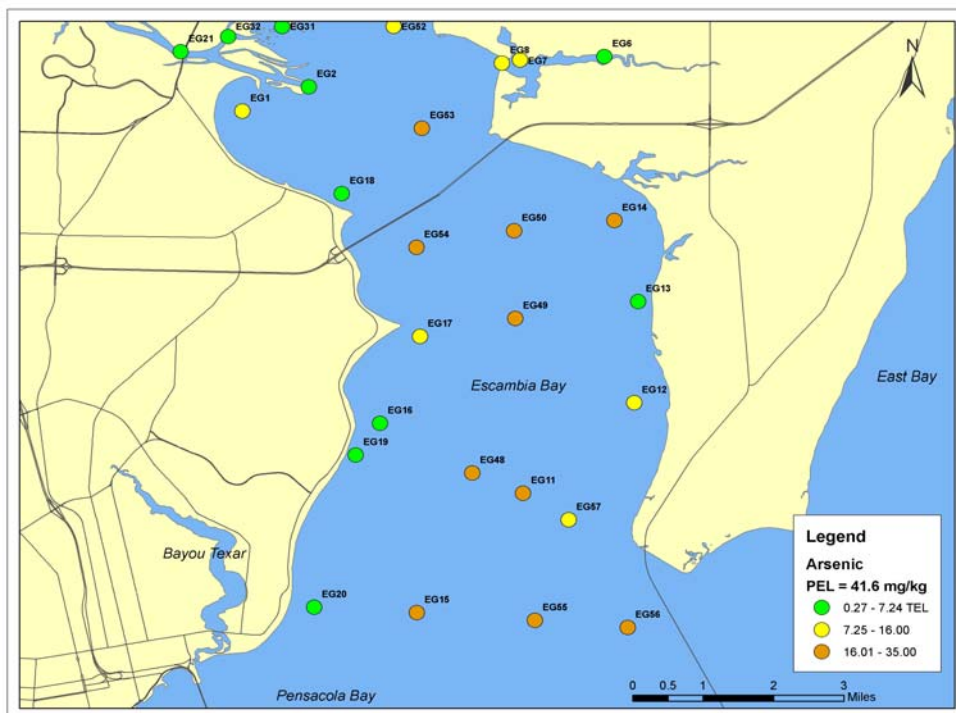 EG32
EG31
EG52
EG21
EG8
EG7
EG6
N
EG2
EG1
EG53
EG18
EG14
EG50
EG54
EG13
EG49
EG17
Escambia Bay
East Bay
EG12
EG16
EG19
EG48
EG11
EG57
Bayou Texar
EG20
EG15
EG55
EG56
Pensacola Bay
Legend
Arsenic
PEL = 41.6 mg/kg
0.27 - 7.24 TEL
7.25 - 16.00
16.01 - 35.00
0 0.5 1 2 3
Miles